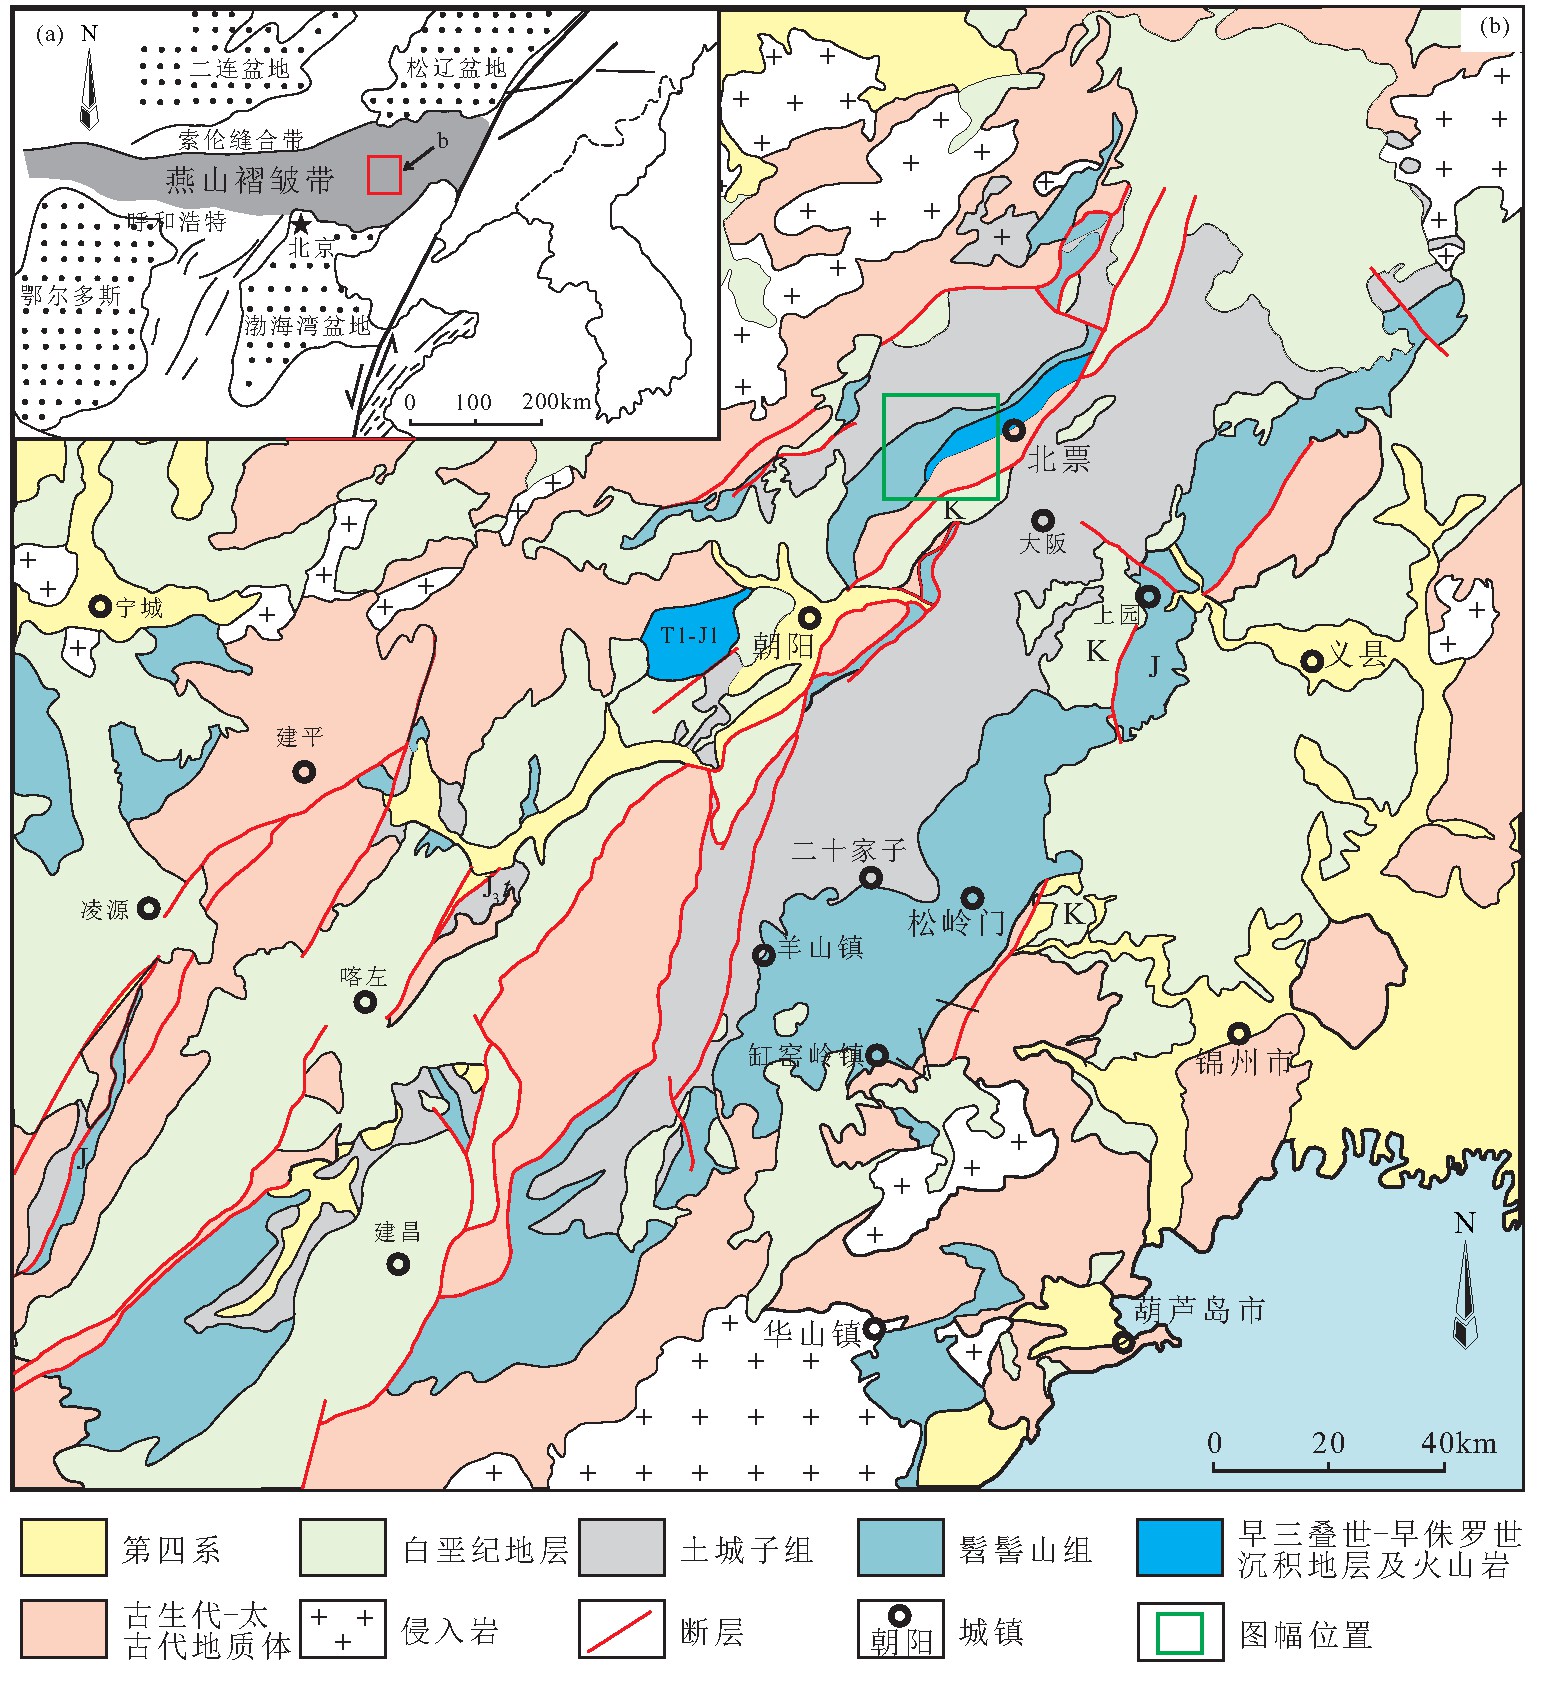 (a)
N
二连盆地
松辽盆地
索伦缝合带
b
燕山褶皱带
呼和浩特
北京
鄂尔多斯
渤海湾盆地
0 100 200km
(b)
北票
K
大阪
宁城
T1-J1
朝阳
上园
K
J
义县
建平
二十家子
J3
凌源
松岭门
K
羊山镇
喀左
缸窑岭镇
锦州市
J
建昌
N
葫芦岛市
华山镇
0 20 40km
第四系
白垩纪地层
土城子组
髫髻山组
早三叠世-早侏罗世
沉积地层及火山岩
古生代-太
古代地质体
侵入岩
断层
朝阳
城镇
图幅位置